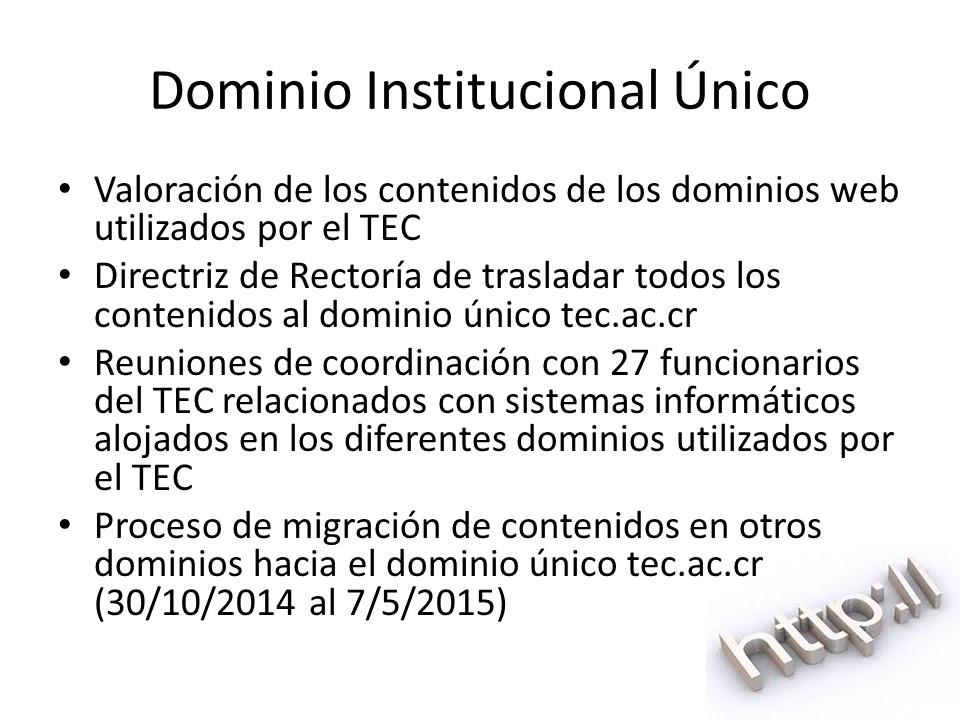 Dominio Institucional Único
• Valoración de los contenidos de los dominios web
utilizados por el TEC
• Directriz de Rectoría de trasladar todos los
contenidos al dominio único tec.ac.cr
• Reuniones de coordinación con 27 funcionarios
del TEC relacionados con sistemas informáticos
alojados en los diferentes dominios utilizados por
el TEC
• Proceso de migración de contenidos en otros
dominios hacia el dominio único tec.ac.cr
(30/10/2014 al 7/5/2015)
http://